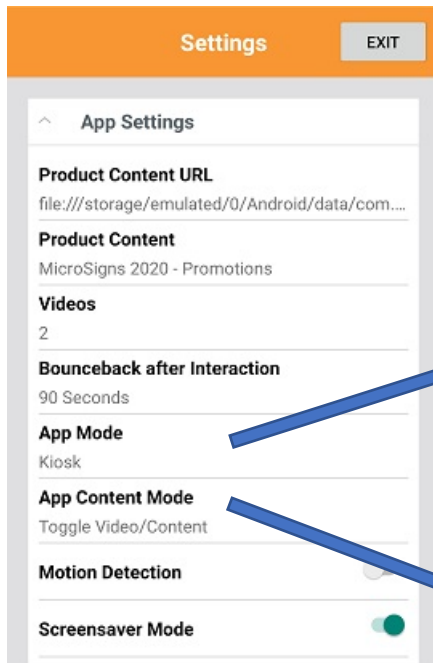 Settings
EXIT
App Settings
Product Content URL
file:///storage/emulated/0/Android/data/com....
Product Content
MicroSigns 2020 - Promotions
Videos
2
Bounceback after Interaction
90 Seconds
App Mode
Kiosk
App Content Mode
Toggle Video/Content
Motion Detection
Screensaver Mode